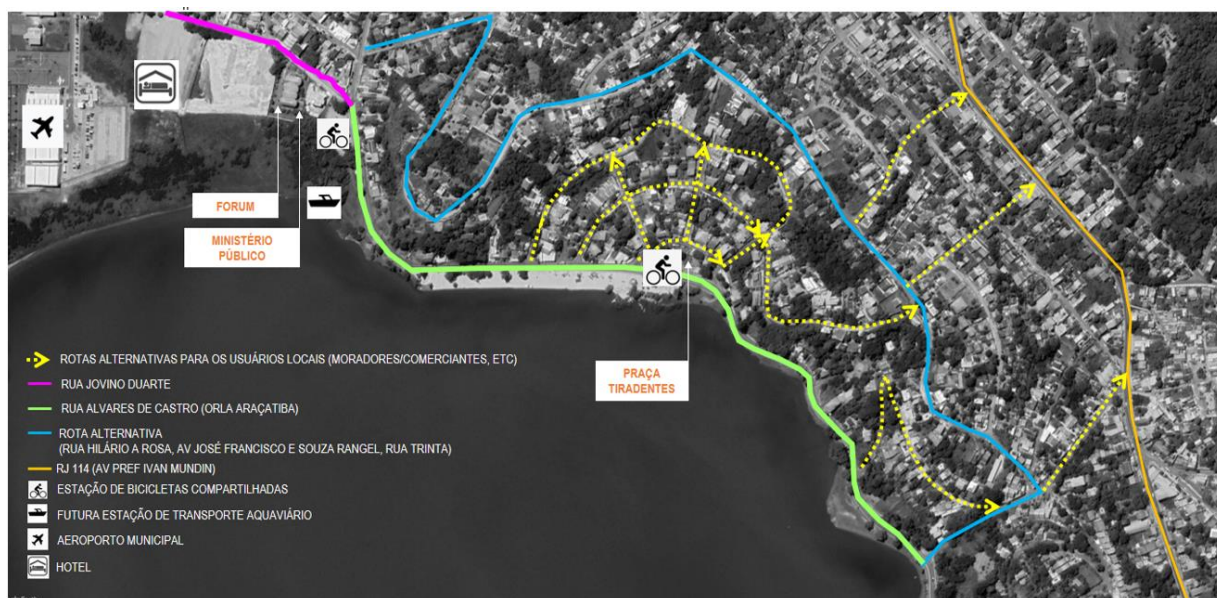 FORUM
MINISTÉRIO
PÚBLICO
PRAÇA
TIRADENTES
ROTAS ALTERNATIVAS PARA OS USUÁRIOS LOCAIS (MORADORES/COMERCIANTES, ETC)
RUA JOVINO DUARTE
RUA ALVARES DE CASTRO (ORLA ARAÇATIBA)
ROTA ALTERNATIVA
(RUA HILÁRIO A ROSA, AV JOSÉ FRANCISCO E SOUZA RANGEL, RUA TRINTA)
RJ 114 (AV PREF IVAN MUNDIN)
ESTAÇÃO DE BICICLETAS COMPARTILHADAS
FUTURA ESTAÇÃO DE TRANSPORTE AQUAVIÁRIO
AEROPORTO MUNICIPAL
HOTEL